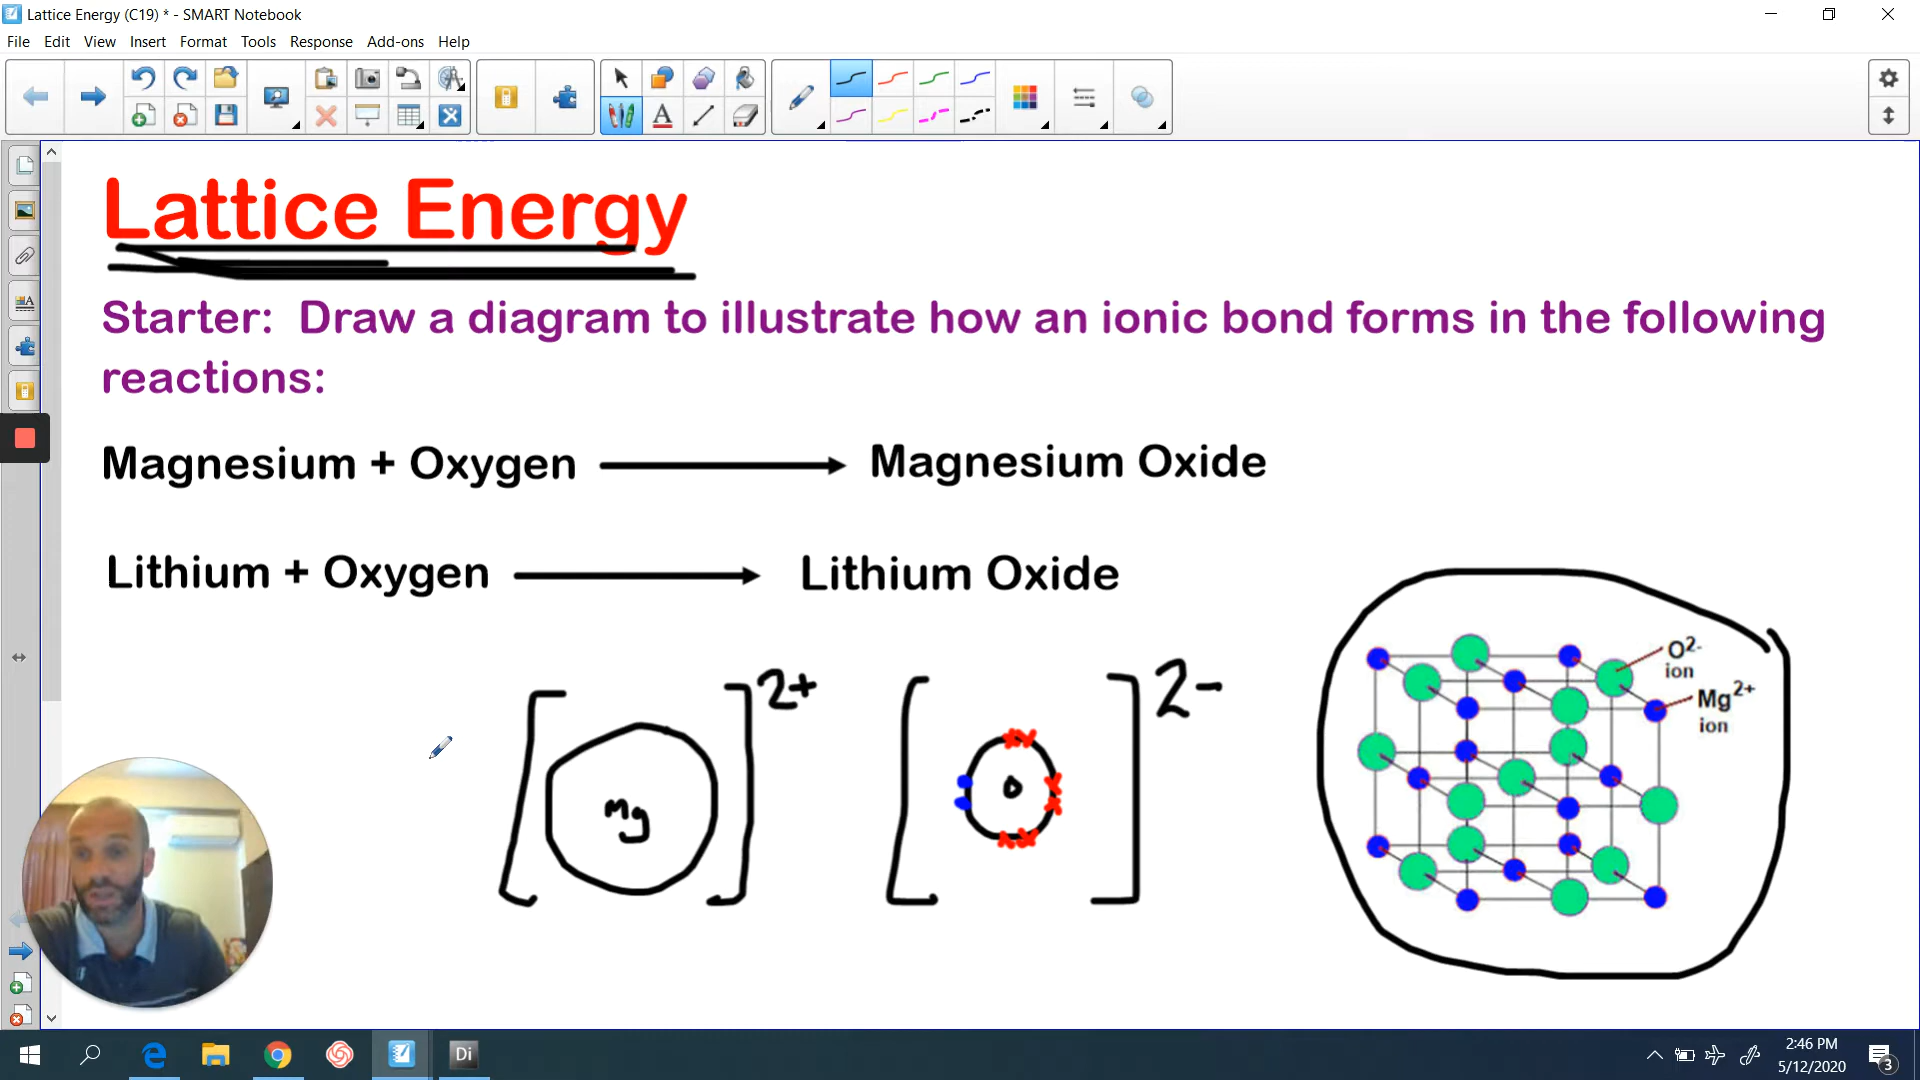 Lattice Energy (C19) * - SMART Notebook
File Edit View Insert Format Tools Response Add-ons Help
Lattice Energy
Starter: Draw a diagram to illustrate how an ionic bond forms in the following
reactions:
Magnesium + Oxygen Magnesium Oxide
Lithium + Oxygen Lithium Oxide
O2-
ion
Mg2+
ion
2+
2-
Mg
O
Di
2:46 PM
5/12/2020
3